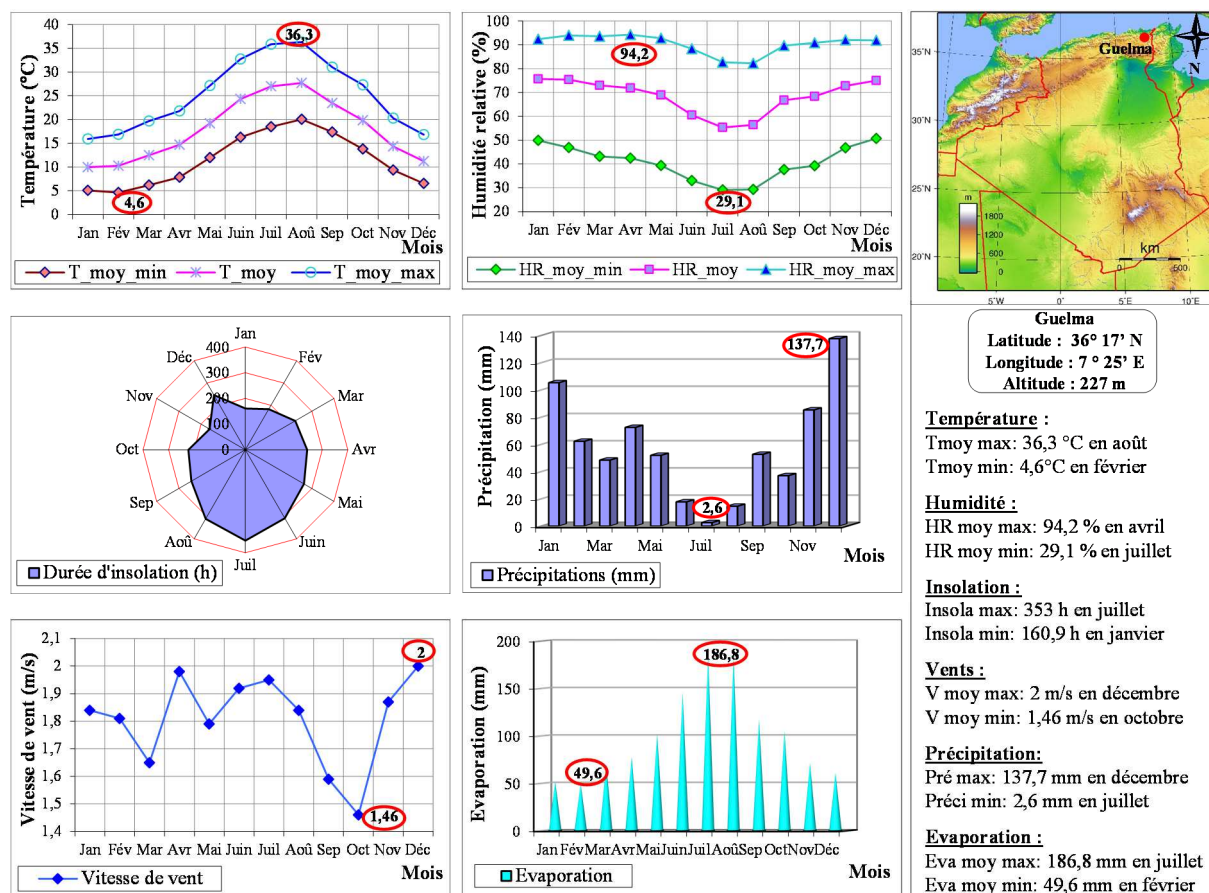 40
35
30
25
20
15
10
5
0
Température (°C)
36,3
4,6
Jan Fév Mar Avr Mai Juin Juil Aoû Sep Oct Nov Déc
Mois
T_moy_min T_moy T_moy_max
100
90
80
70
60
50
40
30
20
Humidité relative (%)
94,2
29,1
Jan Fév Mar Avr Mai Juin Juil Aoû Sep Oct Nov Déc
Mois
HR_moy_min HR_moy HR_moy_max
35°N
30°N
25°N
20°N
Guelma
N
m
1800
1200
600
0
km
0 500
5°W 0° 5°E 10°E
Guelma
Latitude : 36° 17’ N
Longitude : 7 ° 25’ E
Altitude : 227 m
Jan
Fév
Mar
Avr
Mai
Juin
Juil
Aoû
Sep
Oct
Nov
Déc
400
300
200
100
0
Durée d'insolation (h)
140
120
100
80
60
40
20
0
Précipitation (mm)
137,7
2,6
Jan Mar Mai Juil Sep Nov
Mois
Précipitations (mm)
2,1
2
1,9
1,8
1,7
1,6
1,5
1,4
Vitesse de vent (m/s)
2
1,46
Jan Fév Mar Avr Mai Juin Juil Aoû Sep Oct Nov Déc
Mois
Vitesse de vent
200
150
100
50
0
Evaporation (mm)
186,8
49,6
Jan Fév Mar Avr Mai Juin Juil Aoû Sep Oct Nov Déc
Mois
Evaporation
Température :
Tmoy max: 36,3 °C en août
Tmoy min: 4,6°C en février
Humidité :
HR moy max: 94,2 % en avril
HR moy min: 29,1 % en juillet
Insolation :
Insola max: 353 h en juillet
Insola min: 160,9 h en janvier
Vents :
V moy max: 2 m/s en décembre
V moy min: 1,46 m/s en octobre
Précipitation:
Pré max: 137,7 mm en décembre
Préci min: 2,6 mm en juillet
Evaporation :
Eva moy max: 186,8 mm en juillet
Eva moy min: 49,6 mm en février